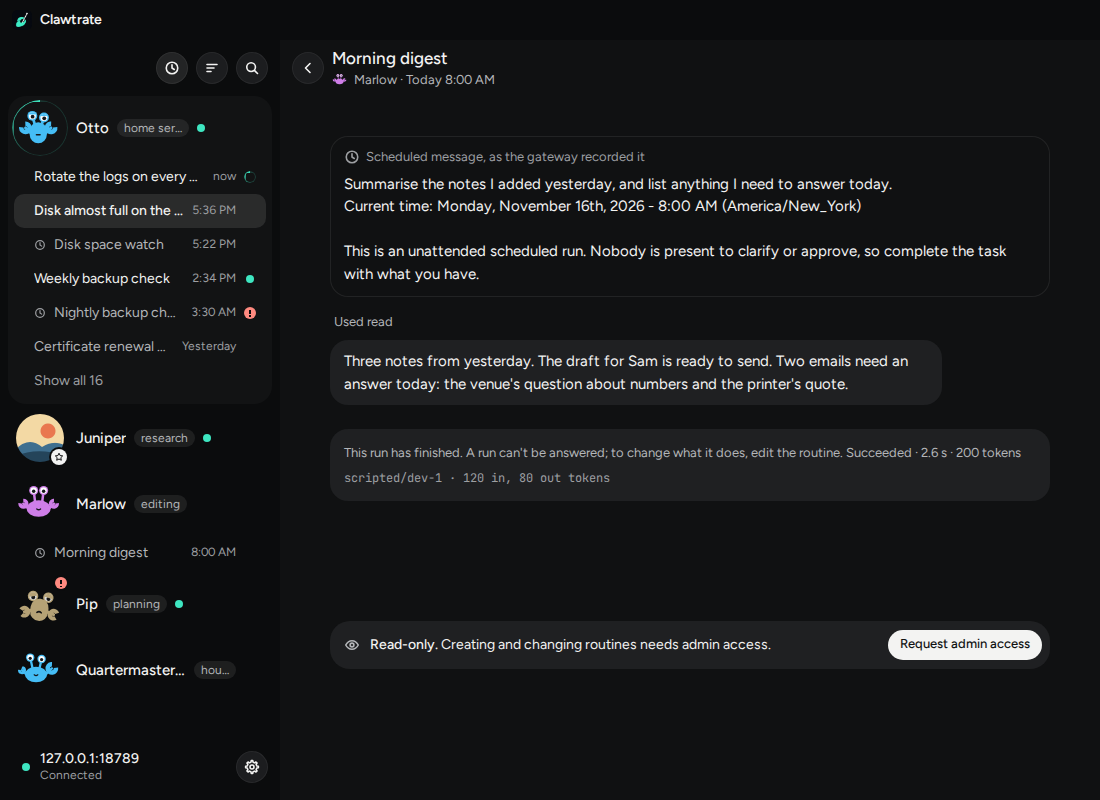 Clawtrate
Otto
home ser...
Rotate the logs on every ...
now
Disk almost full on the ...
5:36 PM
Disk space watch
5:22 PM
Weekly backup check
2:34 PM
Nightly backup ch...
3:30 AM
Certificate renewal ...
Yesterday
Show all 16
Juniper
research
Marlow
editing
Morning digest
8:00 AM
Pip
planning
Quartermaster...
hou...
127.0.0.1:18789
Connected
Morning digest
Marlow · Today 8:00 AM
Scheduled message, as the gateway recorded it
Summarise the notes I added yesterday, and list anything I need to answer today.
Current time: Monday, November 16th, 2026 - 8:00 AM (America/New_York)
This is an unattended scheduled run. Nobody is present to clarify or approve, so complete the task
with what you have.
Used read
Three notes from yesterday. The draft for Sam is ready to send. Two emails need an
answer today: the venue's question about numbers and the printer's quote.
This run has finished. A run can't be answered; to change what it does, edit the routine. Succeeded · 2.6 s · 200 tokens
scripted/dev-1 · 120 in, 80 out tokens
Read-only. Creating and changing routines needs admin access.
Request admin access